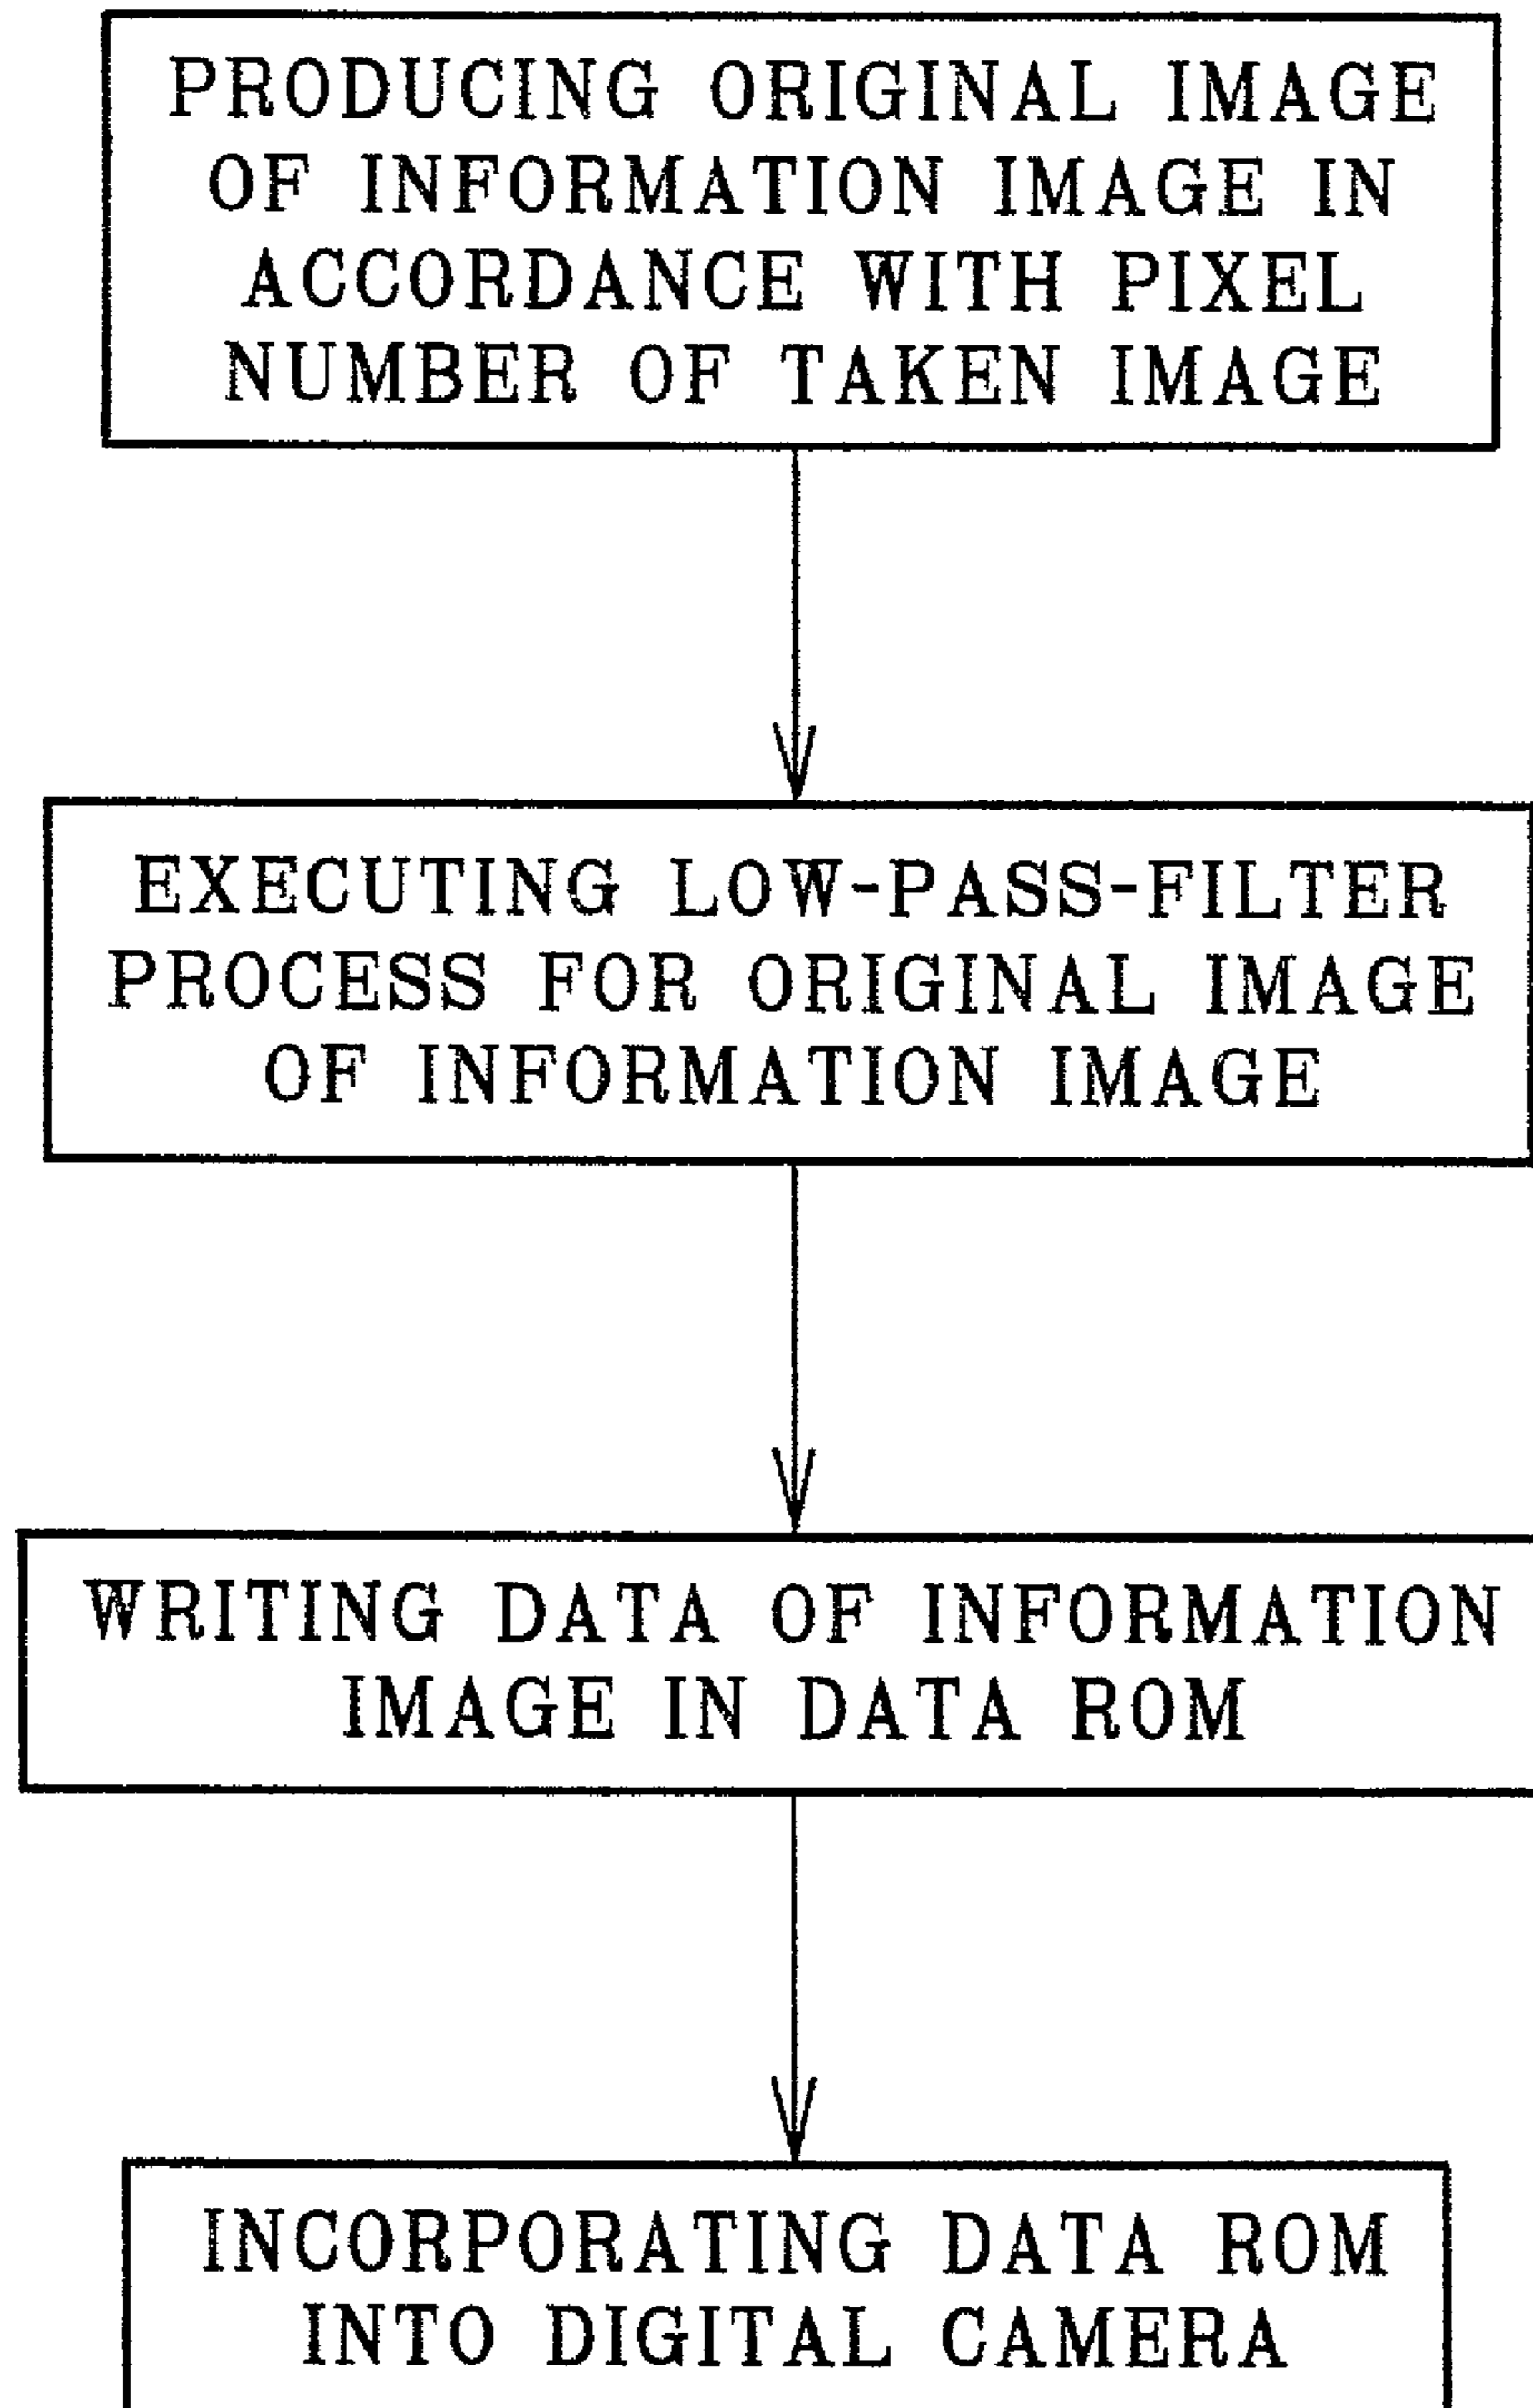 PRODUCING ORIGINAL IMAGE
OF INFORMATION IMAGE IN
ACCORDANCE WITH PIXEL
NUMBER OF TAKEN IMAGE
EXECUTING LOW-PASS-FILTER
PROCESS FOR ORIGINAL IMAGE
OF INFORMATION IMAGE
WRITING DATA OF INFORMATION
IMAGE IN DATA ROM
INCORPORATING DATA ROM
INTO DIGITAL CAMERA